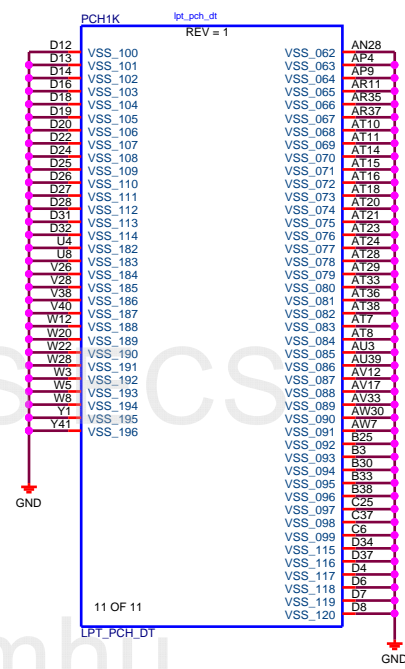 PCH1K lpt_pch_dt
REV = 1
D12 VSS_100 VSS_062 AN28
D13 VSS_101 VSS_063 AP4
D14 VSS_102 VSS_064 AP9
D16 VSS_103 VSS_065 AR11
D18 VSS_104 VSS_066 AR35
D19 VSS_105 VSS_067 AR37
D20 VSS_106 VSS_068 AT10
D22 VSS_107 VSS_069 AT11
D24 VSS_108 VSS_070 AT14
D25 VSS_109 VSS_071 AT15
D26 VSS_110 VSS_072 AT16
D27 VSS_111 VSS_073 AT18
D28 VSS_112 VSS_074 AT20
D31 VSS_113 VSS_075 AT21
D32 VSS_114 VSS_076 AT23
U4 VSS_182 VSS_077 AT24
U8 VSS_183 VSS_078 AT28
V26 VSS_184 VSS_079 AT29
V28 VSS_185 VSS_080 AT33
V38 VSS_186 VSS_081 AT36
V40 VSS_187 VSS_082 AT38
W12 VSS_188 VSS_083 AT7
W20 VSS_189 VSS_084 AT8
W22 VSS_190 VSS_085 AU3
W28 VSS_191 VSS_086 AU39
W3 VSS_192 VSS_087 AV12
W5 VSS_193 VSS_088 AV17
W8 VSS_194 VSS_089 AV33
Y1 VSS_195 VSS_090 AW30
Y41 VSS_196 VSS_091 AW7
VSS_092 B25
VSS_093 B3
VSS_094 B30
VSS_095 B33
VSS_096 B38
VSS_097 C25
VSS_098 C37
VSS_099 C6
VSS_115 D34
VSS_116 D37
VSS_117 D4
VSS_118 D6
VSS_119 D7
VSS_120 D8
GND
11 OF 11
LPT_PCH_DT
GND
ECS